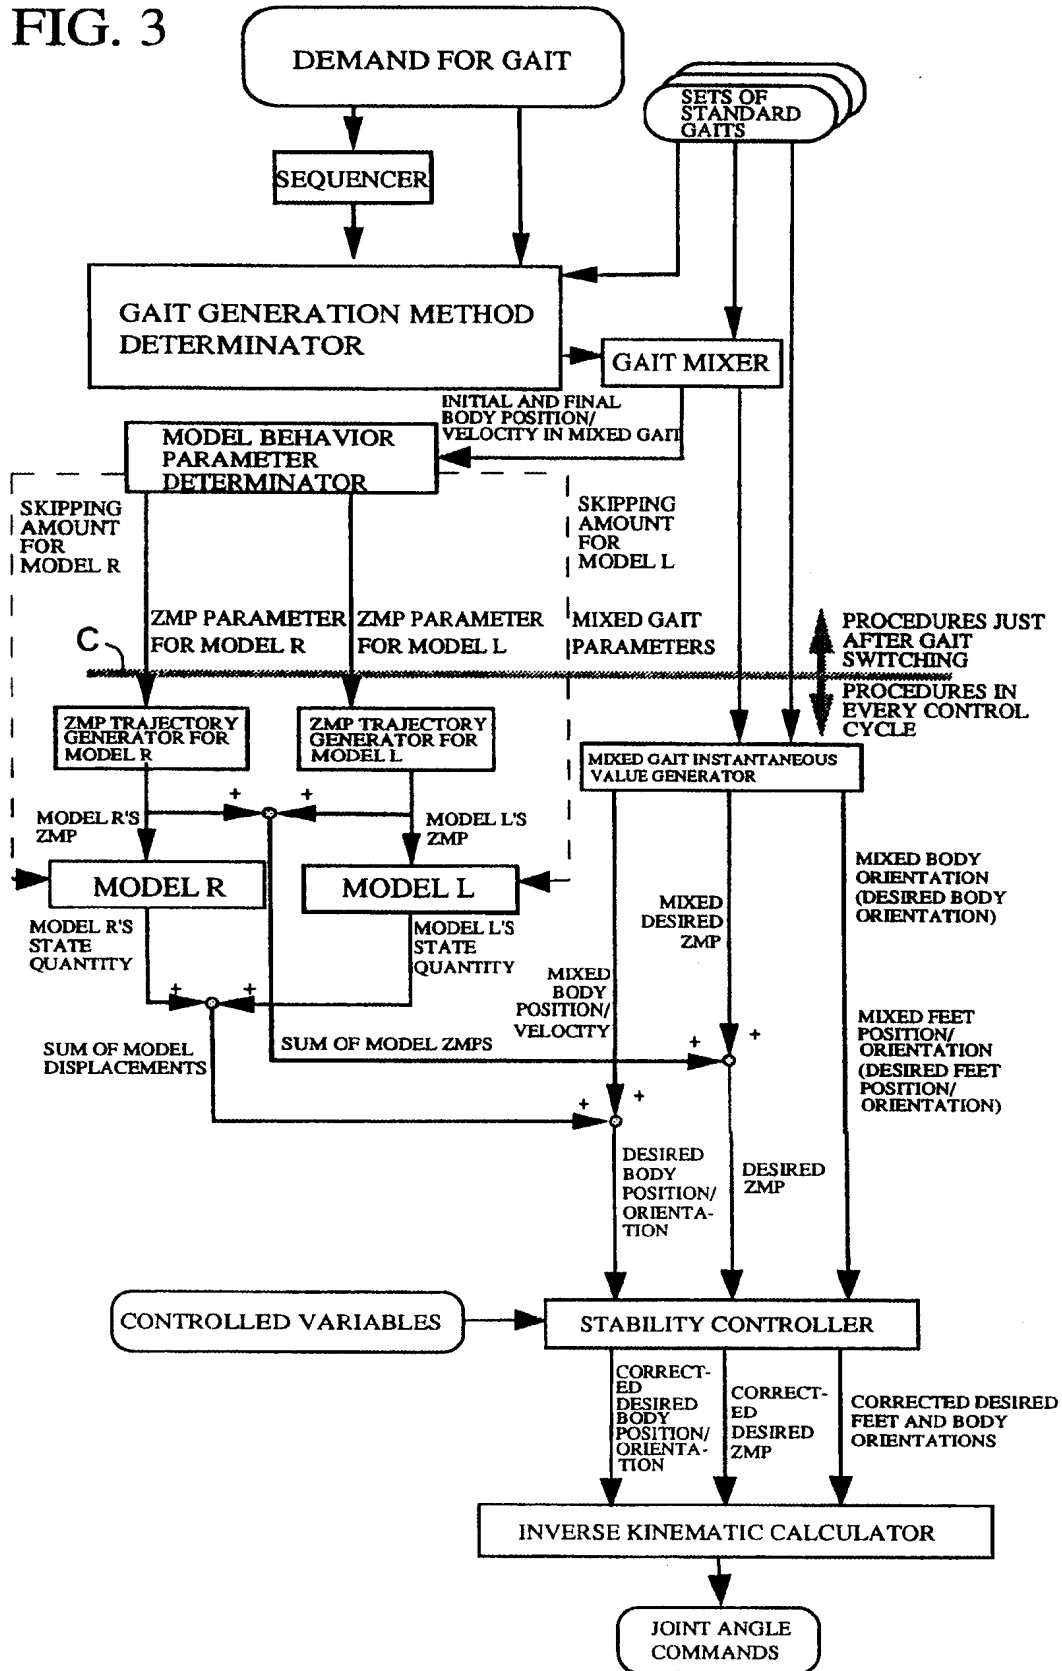 FIG. 3
DEMAND FOR GAIT
SETS OF
STANDARD
GAITS
SEQUENCER
GAIT GENERATION METHOD
DETERMINATOR
GAIT MIXER
INITIAL AND FINAL
BODY POSITION/
VELOCITY IN MIXED GAIT
MODEL BEHAVIOR
PARAMETER
DETERMINATOR
SKIPPING
AMOUNT
FOR
MODEL R
SKIPPING
AMOUNT
FOR
MODEL L
ZMP PARAMETER
FOR MODEL R
ZMP PARAMETER
FOR MODEL L
MIXED GAIT
PARAMETERS
C
PROCEDURES JUST
AFTER GAIT
SWITCHING
PROCEDURES IN
EVERY CONTROL
CYCLE
ZMP TRAJECTORY
GENERATOR FOR
MODEL R
ZMP TRAJECTORY
GENERATOR FOR
MODEL L
MIXED GAIT INSTANTANEOUS
VALUE GENERATOR
+ +
MODEL R'S
ZMP
MODEL L'S
ZMP
MODEL R
MODEL L
MIXED BODY
ORIENTATION
(DESIRED BODY
ORIENTATION)
MIXED
DESIRED
ZMP
MODEL R'S
STATE
QUANTITY
MODEL L'S
STATE
QUANTITY
+ +
MIXED
BODY
POSITION/
VELOCITY
MIXED FEET
POSITION/
ORIENTATION
(DESIRED FEET
POSITION/
ORIENTATION)
SUM OF MODEL
DISPLACEMENTS
SUM OF MODEL ZMPS
+ +
+ +
DESIRED
BODY
POSITION/
ORIENTA-
TION
DESIRED
ZMP
CONTROLLED VARIABLES
STABILITY CONTROLLER
CORRECT-
ED
DESIRED
BODY
POSITION/
ORIENTA-
TION
CORRECT-
ED
DESIRED
ZMP
CORRECTED DESIRED
FEET AND BODY
ORIENTATIONS
INVERSE KINEMATIC CALCULATOR
JOINT ANGLE
COMMANDS